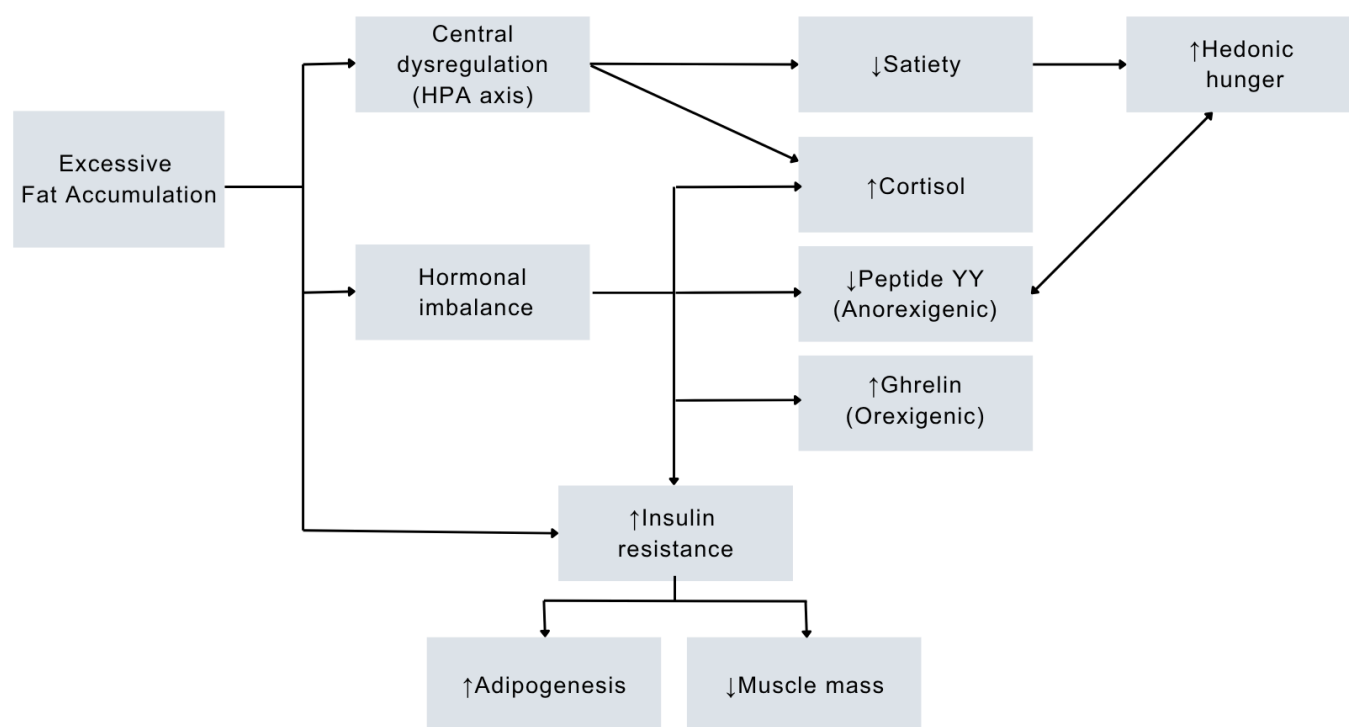 Central
dysregulation
(HPA axis)
↓Satiety
↑Hedonic
hunger
Excessive
Fat Accumulation
↑Cortisol
Hormonal
imbalance
↓Peptide YY
(Anorexigenic)
↑Ghrelin
(Orexigenic)
↑Insulin
resistance
↑Adipogenesis
↓Muscle mass